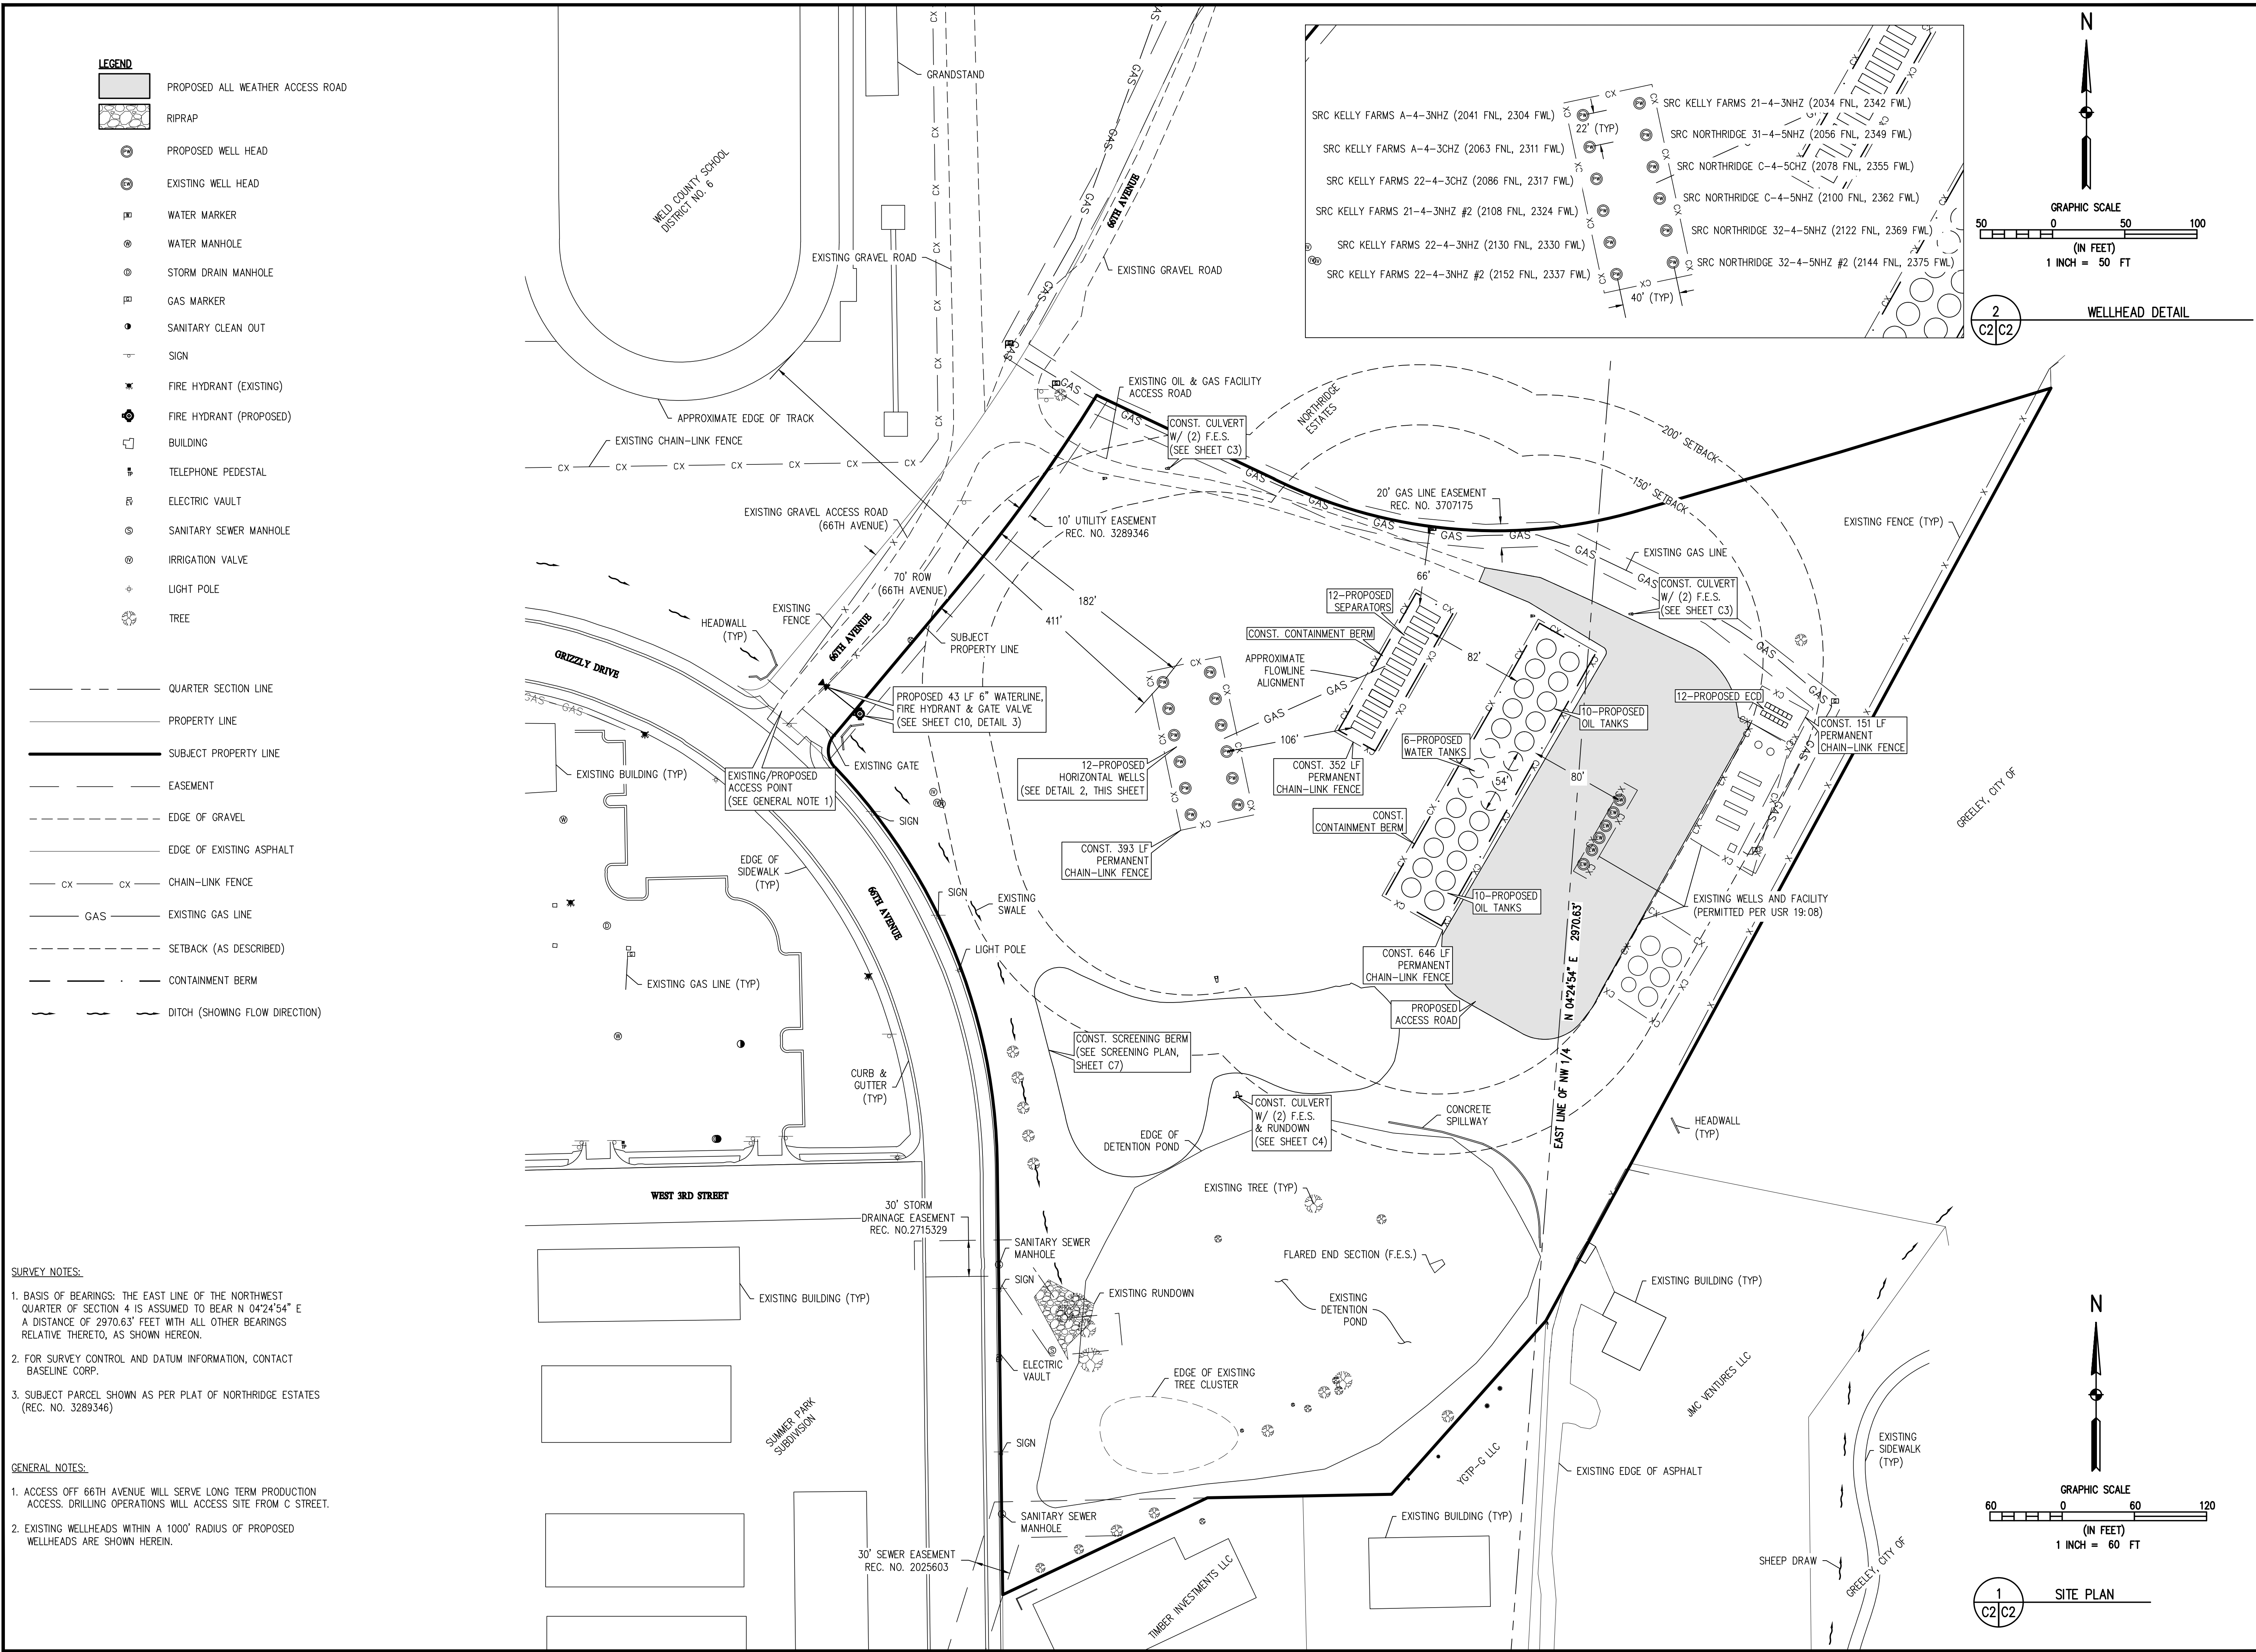 LEGEND
PROPOSED ALL WEATHER ACCESS ROAD
RIPRAP
PW
PROPOSED WELL HEAD
EW
EXISTING WELL HEAD
WATER MARKER
W
WATER MANHOLE
D
STORM DRAIN MANHOLE
GAS MARKER
SANITARY CLEAN OUT
SIGN
FIRE HYDRANT (EXISTING)
FIRE HYDRANT (PROPOSED)
BUILDING
TP
TELEPHONE PEDESTAL
EV
ELECTRIC VAULT
S
SANITARY SEWER MANHOLE
IRRIGATION VALVE
LIGHT POLE
TREE
QUARTER SECTION LINE
PROPERTY LINE
SUBJECT PROPERTY LINE
EASEMENT
EDGE OF GRAVEL
EDGE OF EXISTING ASPHALT
CX CX
CHAIN-LINK FENCE
GAS
EXISTING GAS LINE
SETBACK (AS DESCRIBED)
CONTAINMENT BERM
DITCH (SHOWING FLOW DIRECTION)
SURVEY NOTES:
1. BASIS OF BEARINGS: THE EAST LINE OF THE NORTHWEST
QUARTER OF SECTION 4 IS ASSUMED TO BEAR N 04°24'54" E
A DISTANCE OF 2970.63' FEET WITH ALL OTHER BEARINGS
RELATIVE THERETO, AS SHOWN HEREON.
2. FOR SURVEY CONTROL AND DATUM INFORMATION, CONTACT
BASELINE CORP.
3. SUBJECT PARCEL SHOWN AS PER PLAT OF NORTHRIDGE ESTATES
(REC. NO. 3289346)
GENERAL NOTES:
1. ACCESS OFF 66TH AVENUE WILL SERVE LONG TERM PRODUCTION
ACCESS. DRILLING OPERATIONS WILL ACCESS SITE FROM C STREET.
2. EXISTING WELLHEADS WITHIN A 1000' RADIUS OF PROPOSED
WELLHEADS ARE SHOWN HEREIN.
GRANDSTAND
WELD COUNTY SCHOOL
DISTRICT NO. 6
EXISTING GRAVEL ROAD
66TH AVENUE
EXISTING GRAVEL ROAD
APPROXIMATE EDGE OF TRACK
EXISTING CHAIN-LINK FENCE
CX CX CX CX CX CX CX
EXISTING OIL & GAS FACILITY
ACCESS ROAD
CONST. CULVERT
W/ (2) F.E.S.
(SEE SHEET C3)
NORTHRIDGE
ESTATES
200' SETBACK
150' SETBACK
20' GAS LINE EASEMENT
REC. NO. 3707175
EXISTING FENCE (TYP)
EXISTING GRAVEL ACCESS ROAD
(66TH AVENUE)
10' UTILITY EASEMENT
REC. NO. 3289346
GAS GAS
EXISTING GAS LINE
70' ROW
(66TH AVENUE)
182'
411'
66'
CONST. CULVERT
W/ (2) F.E.S.
(SEE SHEET C3)
12-PROPOSED
SEPARATORS
EXISTING
FENCE
HEADWALL
(TYP)
66TH AVENUE
SUBJECT
PROPERTY LINE
CONST. CONTAINMENT BERM
APPROXIMATE
FLOWLINE
ALIGNMENT
82'
GRIZZLY DRIVE
GAS - GAS
PROPOSED 43 LF 6" WATERLINE,
FIRE HYDRANT & GATE VALVE
(SEE SHEET C10, DETAIL 3)
12-PROPOSED ECD
10-PROPOSED
OIL TANKS
CONST. 151 LF
PERMANENT
CHAIN-LINK FENCE
GAS
106'
6-PROPOSED
WATER TANKS
54'
80'
EXISTING BUILDING (TYP)
EXISTING/PROPOSED
ACCESS POINT
(SEE GENERAL NOTE 1)
EXISTING GATE
12-PROPOSED
HORIZONTAL WELLS
(SEE DETAIL 2, THIS SHEET
CONST. 352 LF
PERMANENT
CHAIN-LINK FENCE
GREELEY, CITY OF
SIGN
CONST.
CONTAINMENT BERM
CONST. 393 LF
PERMANENT
CHAIN-LINK FENCE
EDGE OF
SIDEWALK
(TYP)
SIGN
EXISTING
SWALE
66TH AVENUE
10-PROPOSED
OIL TANKS
EXISTING WELLS AND FACILITY
(PERMITTED PER USR 19:08)
LIGHT POLE
CONST. 646 LF
PERMANENT
CHAIN-LINK FENCE
EXISTING GAS LINE (TYP)
PROPOSED
ACCESS ROAD
EAST LINE OF NW 1/4 N 04°24'54" E 2970.63'
CONST. SCREENING BERM
(SEE SCREENING PLAN,
SHEET C7)
CURB &
GUTTER
(TYP)
CONST. CULVERT
W/ (2) F.E.S.
& RUNDOWN
(SEE SHEET C4)
CONCRETE
SPILLWAY
EDGE OF
DETENTION POND
HEADWALL
(TYP)
WEST 3RD STREET
EXISTING TREE (TYP)
30' STORM
DRAINAGE EASEMENT
REC. NO.2715329
SANITARY SEWER
MANHOLE
FLARED END SECTION (F.E.S.)
SIGN
EXISTING BUILDING (TYP)
EXISTING RUNDOWN
EXISTING
DETENTION
POND
EXISTING BUILDING (TYP)
ELECTRIC
VAULT
EDGE OF EXISTING
TREE CLUSTER
JMC VENTURES LLC
SUMMER PARK
SUBDIVISION
SIGN
YGTP-G LLC
EXISTING
SIDEWALK
(TYP)
EXISTING EDGE OF ASPHALT
SANITARY SEWER
MANHOLE
EXISTING BUILDING (TYP)
30' SEWER EASEMENT
REC. NO. 2025603
TIMBER INVESTMENTS LLC
SHEEP DRAW
GREELEY, CITY OF
SRC KELLY FARMS A-4-3NHZ (2041 FNL, 2304 FWL)
SRC KELLY FARMS A-4-3CHZ (2063 FNL, 2311 FWL)
SRC KELLY FARMS 22-4-3CHZ (2086 FNL, 2317 FWL)
SRC KELLY FARMS 21-4-3NHZ #2 (2108 FNL, 2324 FWL)
SRC KELLY FARMS 22-4-3NHZ (2130 FNL, 2330 FWL)
SRC KELLY FARMS 22-4-3NHZ #2 (2152 FNL, 2337 FWL)
22' (TYP)
40' (TYP)
SRC KELLY FARMS 21-4-3NHZ (2034 FNL, 2342 FWL)
SRC NORTHRIDGE 31-4-5NHZ (2056 FNL, 2349 FWL)
SRC NORTHRIDGE C-4-5CHZ (2078 FNL, 2355 FWL)
SRC NORTHRIDGE C-4-5NHZ (2100 FNL, 2362 FWL)
SRC NORTHRIDGE 32-4-5NHZ (2122 FNL, 2369 FWL)
SRC NORTHRIDGE 32-4-5NHZ #2 (2144 FNL, 2375 FWL)
N
GRAPHIC SCALE
50 0 50 100
(IN FEET)
1 INCH = 50 FT
2
C2 C2
WELLHEAD DETAIL
N
GRAPHIC SCALE
60 0 60 120
(IN FEET)
1 INCH = 60 FT
1
C2 C2
SITE PLAN